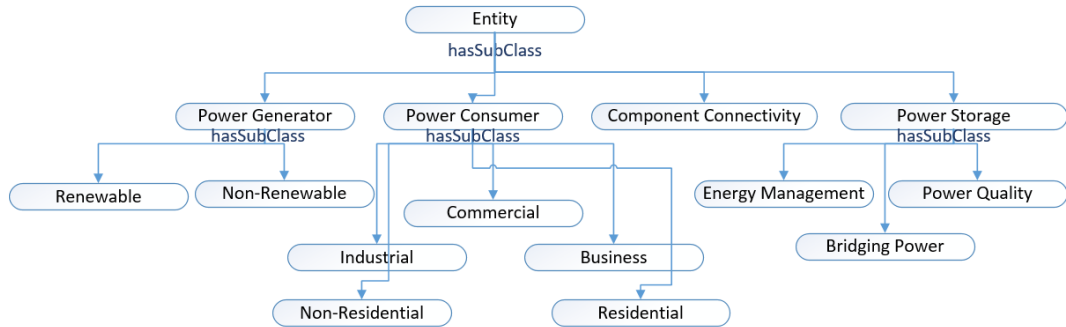 Entity
hasSubClass
Power Generator
Power Consumer
Component Connectivity
Power Storage
hasSubClass
hasSubClass
hasSubClass
Renewable
Non-Renewable
Commercial
Energy Management
Power Quality
Industrial
Business
Bridging Power
Non-Residential
Residential